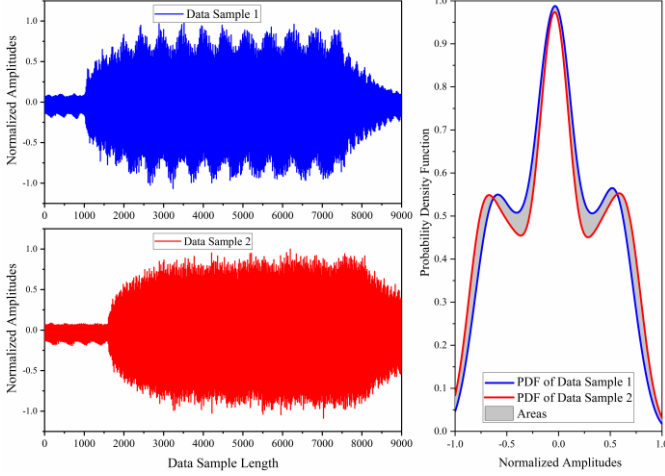 Data Sample 1
Normalized Amplitudes
1.0
0.5
0.0
-0.5
-1.0
0 1000 2000 3000 4000 5000 6000 7000 8000 9000
Data Sample 2
Normalized Amplitudes
1.0
0.5
0.0
-0.5
-1.0
0 1000 2000 3000 4000 5000 6000 7000 8000 9000
Data Sample Length
Probability Density Function
1.0
0.9
0.8
0.7
0.6
0.5
0.4
0.3
0.2
0.1
0.0
PDF of Data Sample 1
PDF of Data Sample 2
Areas
-1.0 -0.5 0.0 0.5 1.0
Normalized Amplitudes